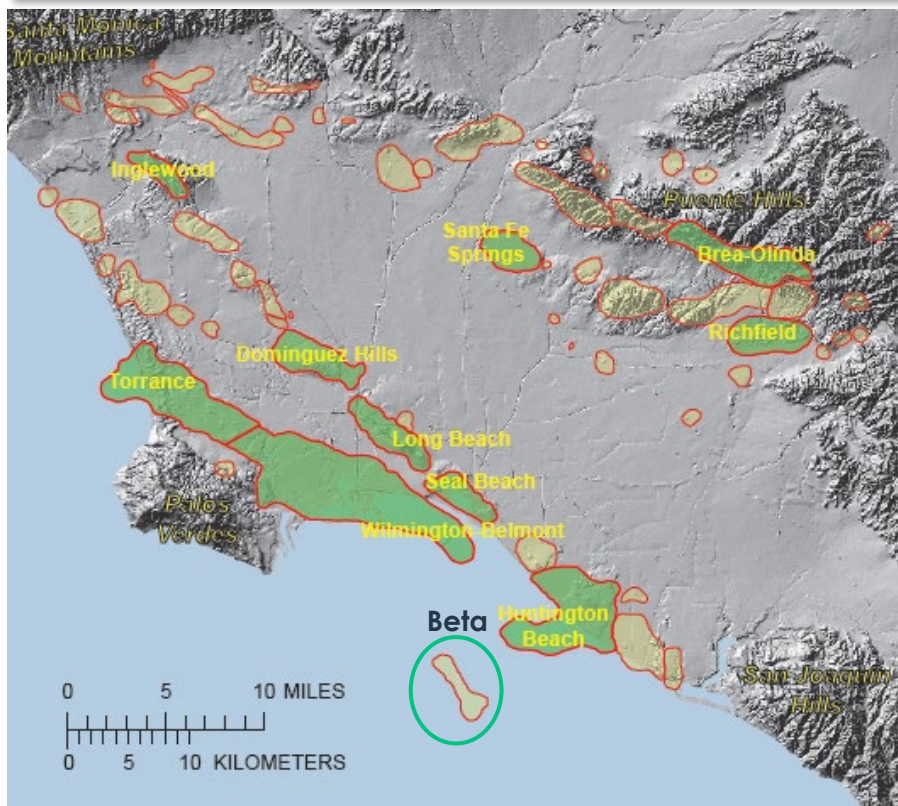 Santa Monica
Mountains
Inglewood
Puente Hills
Santa Fe
Springs
Brea-Olinda
Richfield
Dominguez Hills
Torrance
Long Beach
Seal Beach
Palos
Verdes
Wilmington-Belmont
Huntington
Beach
Beta
San Joaquin
Hills
0 5 10 MILES
0 5 10 KILOMETERS